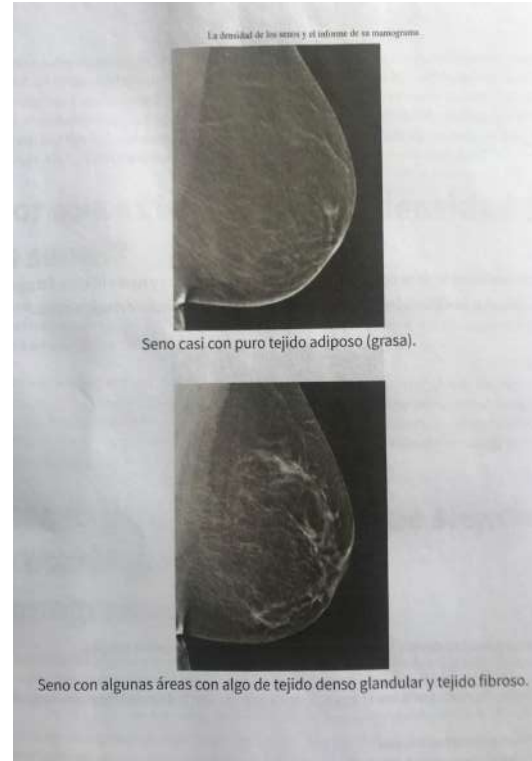 La densidad de los senos y el informe de su mamograma
Seno casi con puro tejido adiposo (grasa).
Seno con algunas áreas con algo de tejido denso glandular y tejido fibroso.